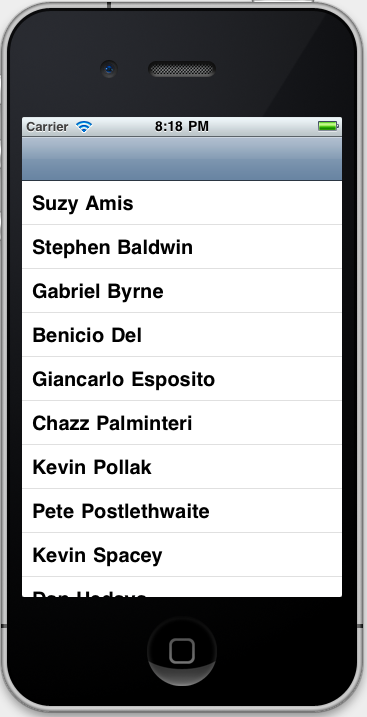 Carrier 8:18 PM
Suzy Amis
Stephen Baldwin
Gabriel Byrne
Benicio Del
Giancarlo Esposito
Chazz Palminteri
Kevin Pollak
Pete Postlethwaite
Kevin Spacey